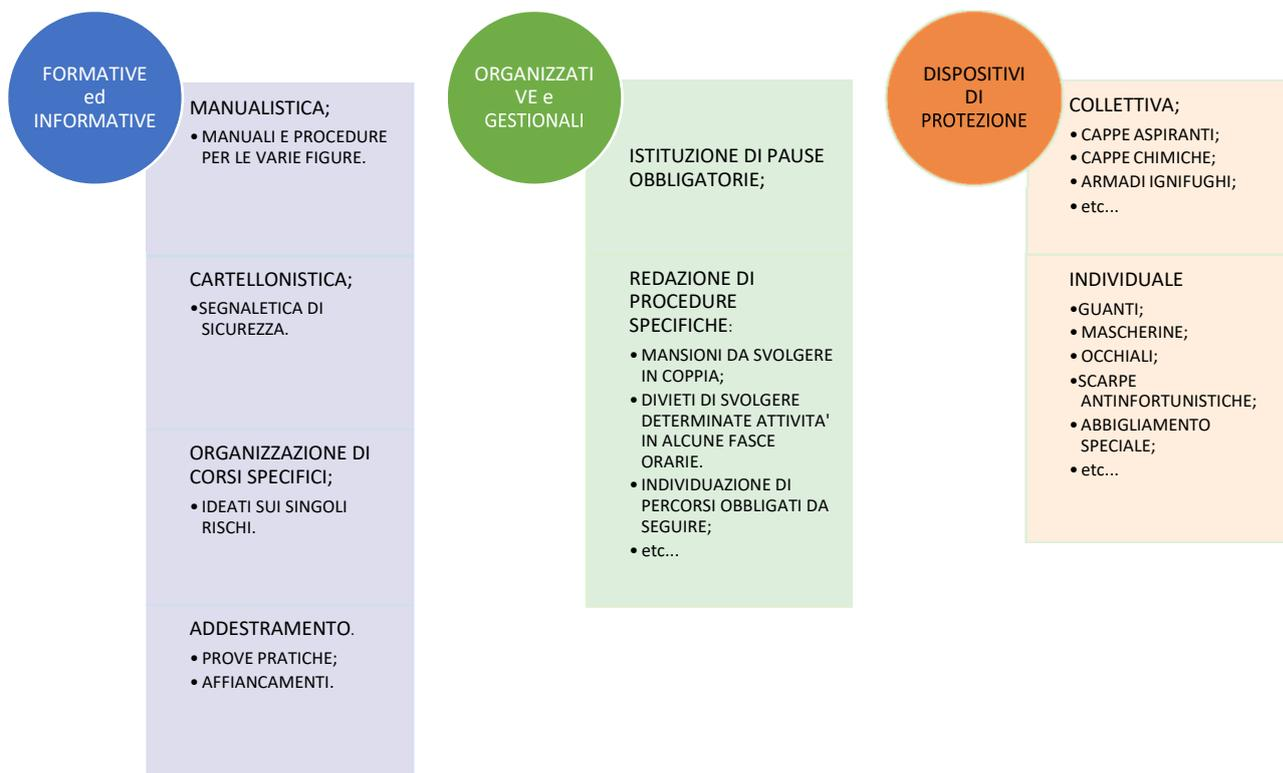 FORMATIVE
ed
INFORMATIVE
MANUALISTICA;
• MANUALI E PROCEDURE
PER LE VARIE FIGURE.
CARTELLONISTICA;
•SEGNALETICA DI
SICUREZZA.
ORGANIZZAZIONE DI
CORSI SPECIFICI;
• IDEATI SUI SINGOLI
RISCHI.
ADDESTRAMENTO.
• PROVE PRATICHE;
• AFFIANCAMENTI.
ORGANIZZATI
VE e
GESTIONALI
ISTITUZIONE DI PAUSE
OBBLIGATORIE;
REDAZIONE DI
PROCEDURE
SPECIFICHE:
• MANSIONI DA SVOLGERE
IN COPPIA;
• DIVIETI DI SVOLGERE
DETERMINATE ATTIVITA'
IN ALCUNE FASCE
ORARIE.
• INDIVIDUAZIONE DI
PERCORSI OBBLIGATI DA
SEGUIRE;
• etc...
DISPOSITIVI
DI
PROTEZIONE
COLLETTIVA;
• CAPPE ASPIRANTI;
• CAPPE CHIMICHE;
• ARMADI IGNIFUGHI;
• etc...
INDIVIDUALE
•GUANTI;
• MASCHERINE;
• OCCHIALI;
•SCARPE
ANTINFORTUNISTICHE;
• ABBIGLIAMENTO
SPECIALE;
• etc...